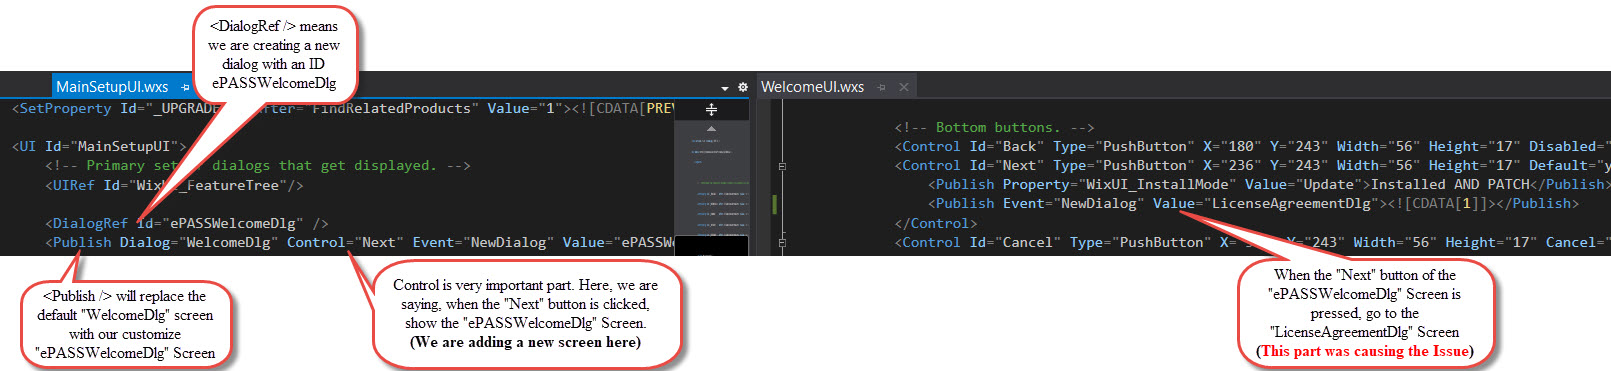 <DialogRef /> means
we are creating a new
dialog with an ID
ePASSWelcomeDlg
MainSetupUI.wxs
<SetProperty Id="_UPGRADE After="FindRelatedProducts" Value="1"><![CDATA[PREV
<UI Id="MainSetupUI">
<!-- Primary set dialogs that get displayed. -->
<UIRef Id="Wix _FeatureTree"/>
<DialogRef Id="ePASSWelcomeDlg" />
<Publish Dialog="WelcomeDlg" Control="Next" Event="NewDialog" Value="ePASSW
<Publish /> will replace the
default "WelcomeDlg" screen
with our customize
"ePASSWelcomeDlg" Screen
Control is very important part. Here, we are
saying, when the "Next" button is clicked,
show the "ePASSWelcomeDlg" Screen.
(We are adding a new screen here)
WelcomeUI.wxs
<!-- Bottom buttons. -->
<Control Id="Back" Type="PushButton" X="180" Y="243" Width="56" Height="17" Disabled="
<Control Id="Next" Type="PushButton" X="236" Y="243" Width="56" Height="17" Default="y
<Publish Property="WixUI_InstallMode" Value="Update">Installed AND PATCH</Publish>
<Publish Event="NewDialog" Value="LicenseAgreementDlg"><![CDATA[1]]></Publish>
</Control>
<Control Id="Cancel" Type="PushButton" X=" Y="243" Width="56" Height="17" Cancel="
When the "Next" button of the
"ePASSWelcomeDlg" Screen is
pressed, go to the
"LicenseAgreementDlg" Screen
(This part was causing the Issue)